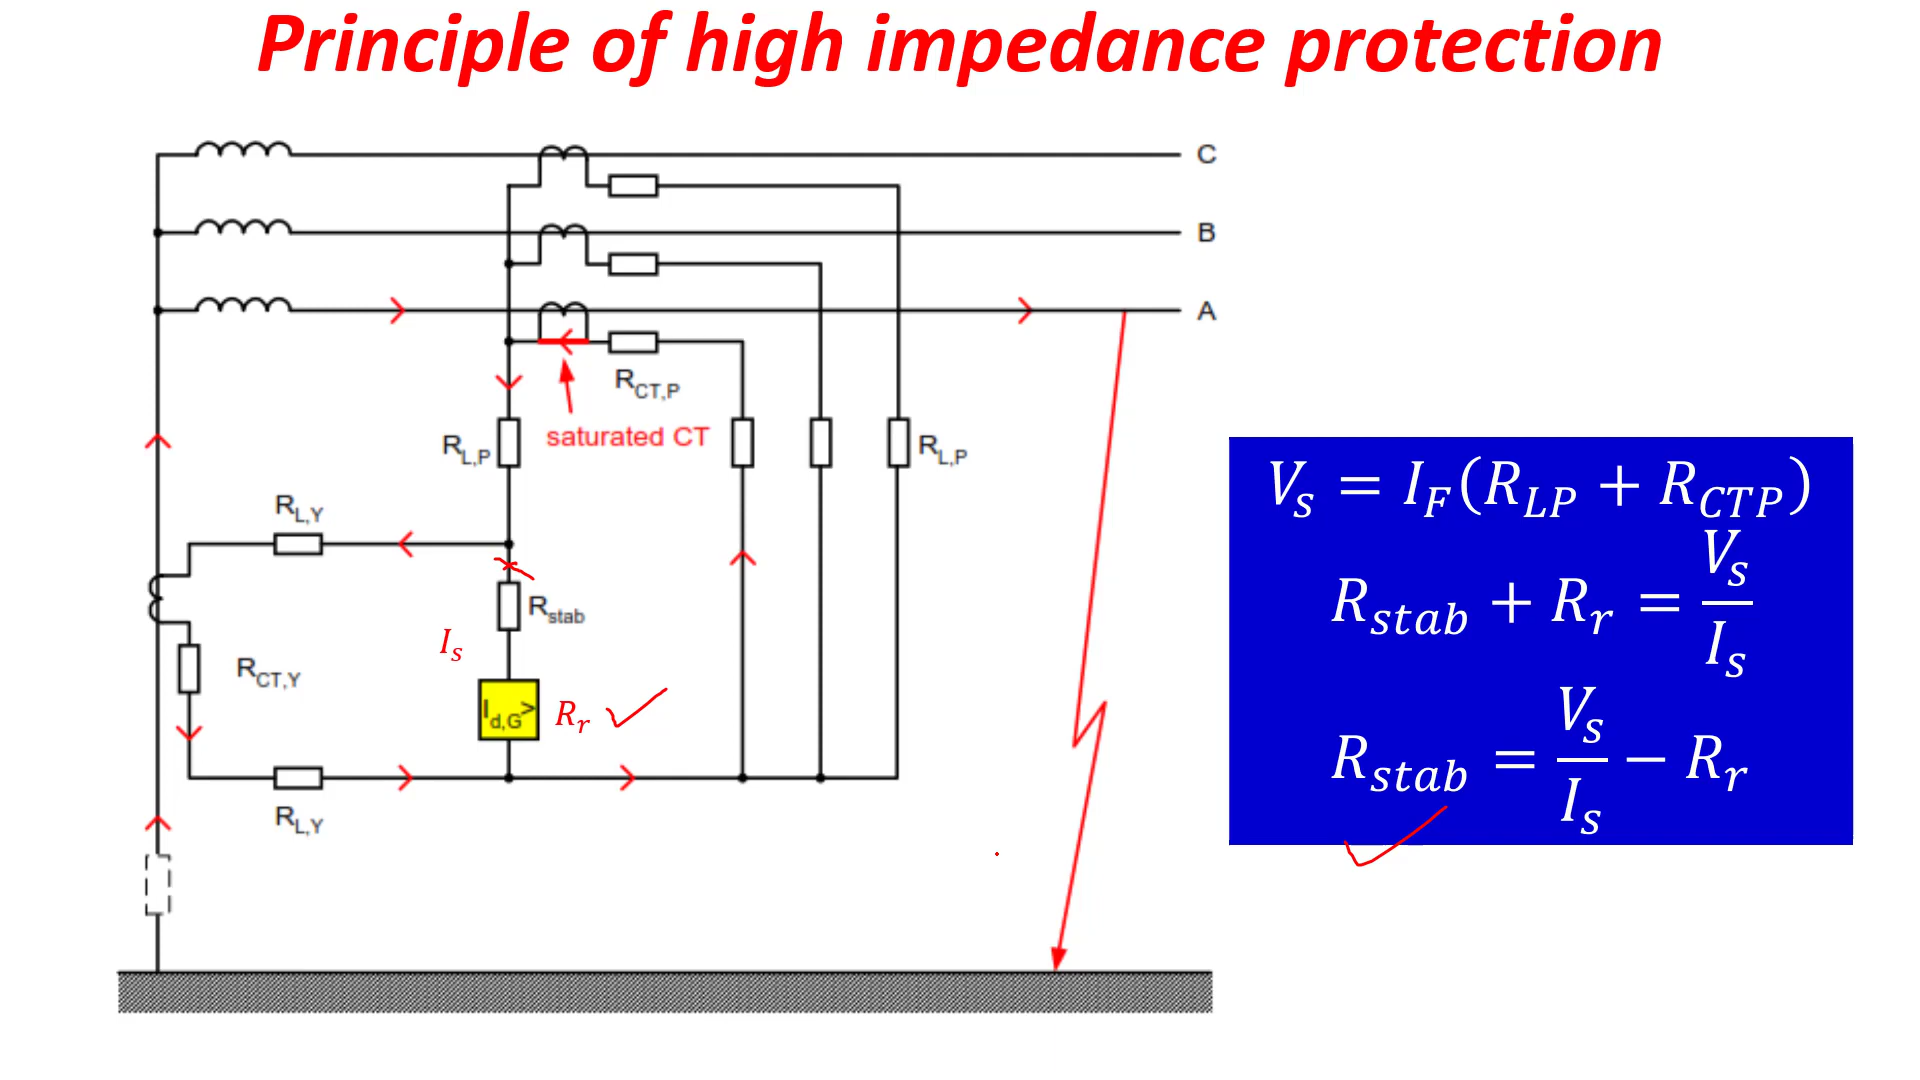 Principle of high impedance protection
C
B
A
R_CT,P
saturated CT
R_L,P
R_L,P
R_L,Y
R_stab
I_s
R_CT,Y
I_d,G>
R_r
R_L,Y
V_s = I_F(R_LP + R_CTP)
R_stab + R_r = V_s/I_s
R_stab = V_s/I_s − R_r